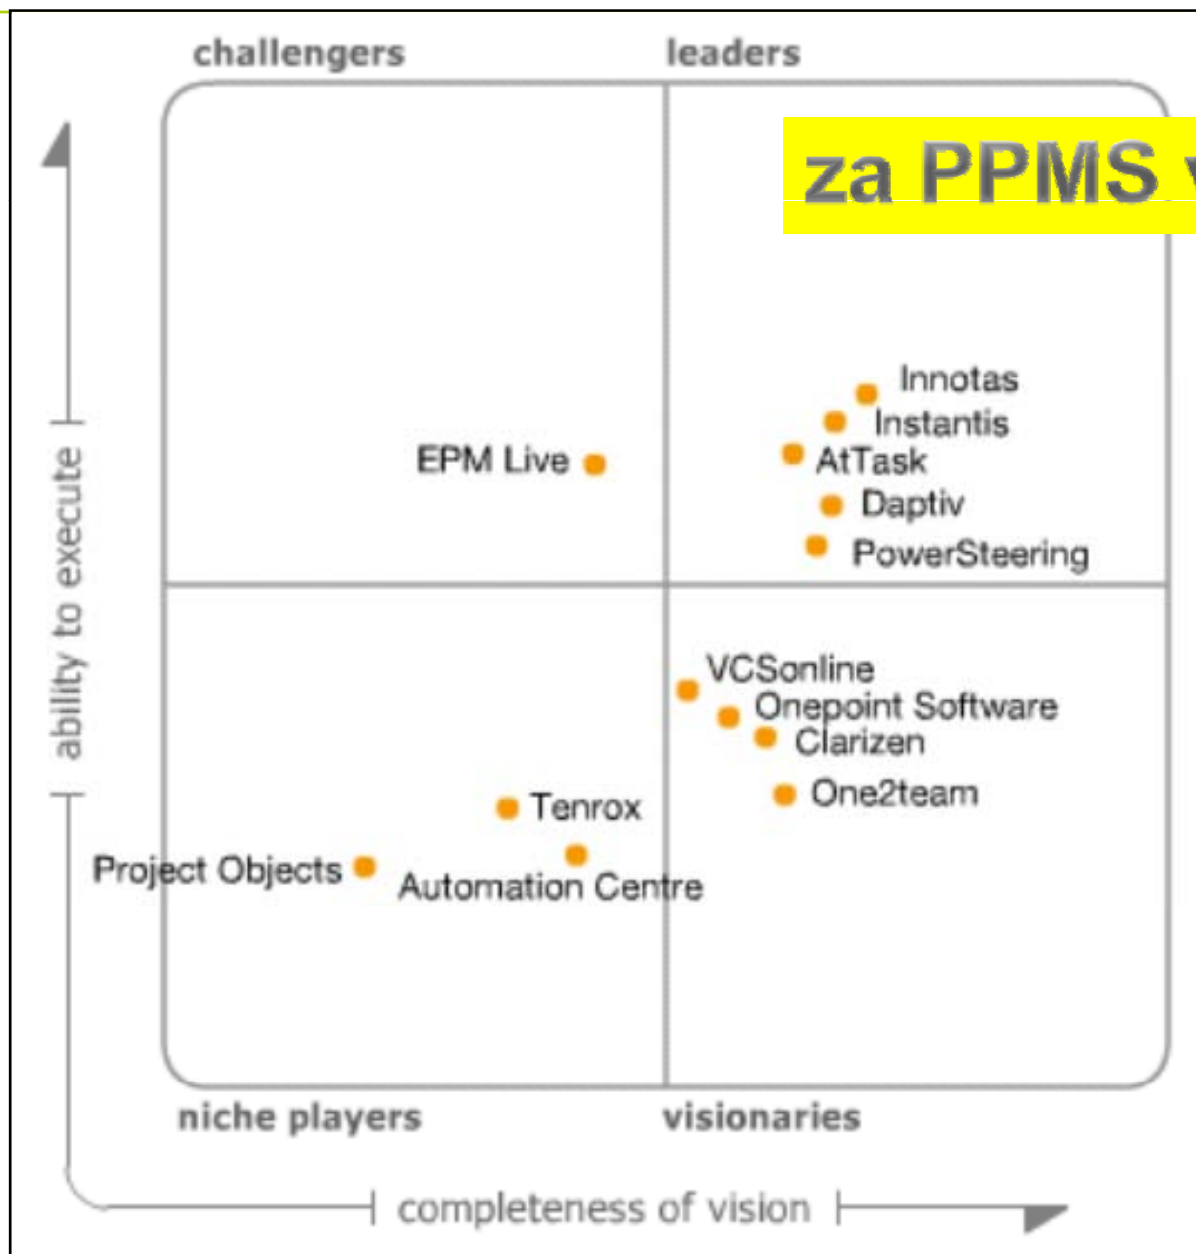 challengers
leaders
za PPMS
Innotas
Instantis
EPM Live
AtTask
Daptiv
PowerSteering
ability to execute
VCSonline
Onepoint Software
Clarizen
One2team
Tenrox
Project Objects
Automation Centre
niche players
visionaries
completeness of vision